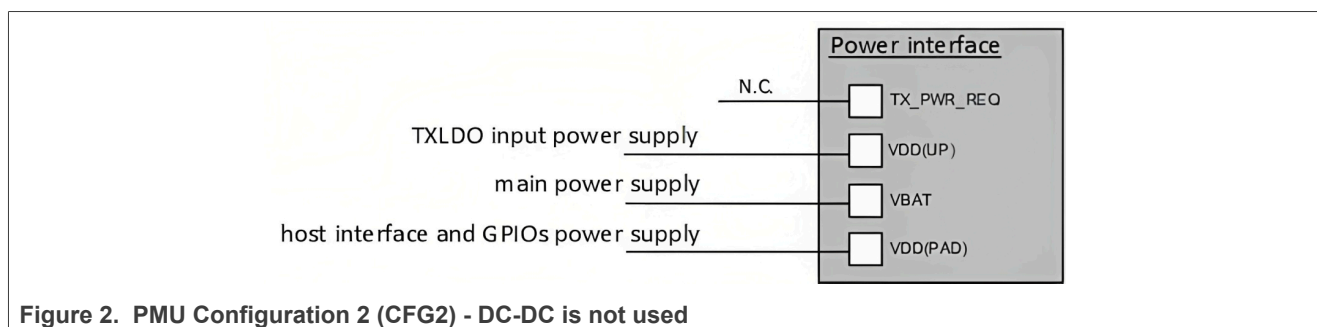 Power interface
N.C.
TX_PWR_REQ
TXLDO input power supply
VDD(UP)
main power supply
VBAT
host interface and GPIOs power supply
VDD(PAD)
Figure 2. PMU Configuration 2 (CFG2) - DC-DC is not used